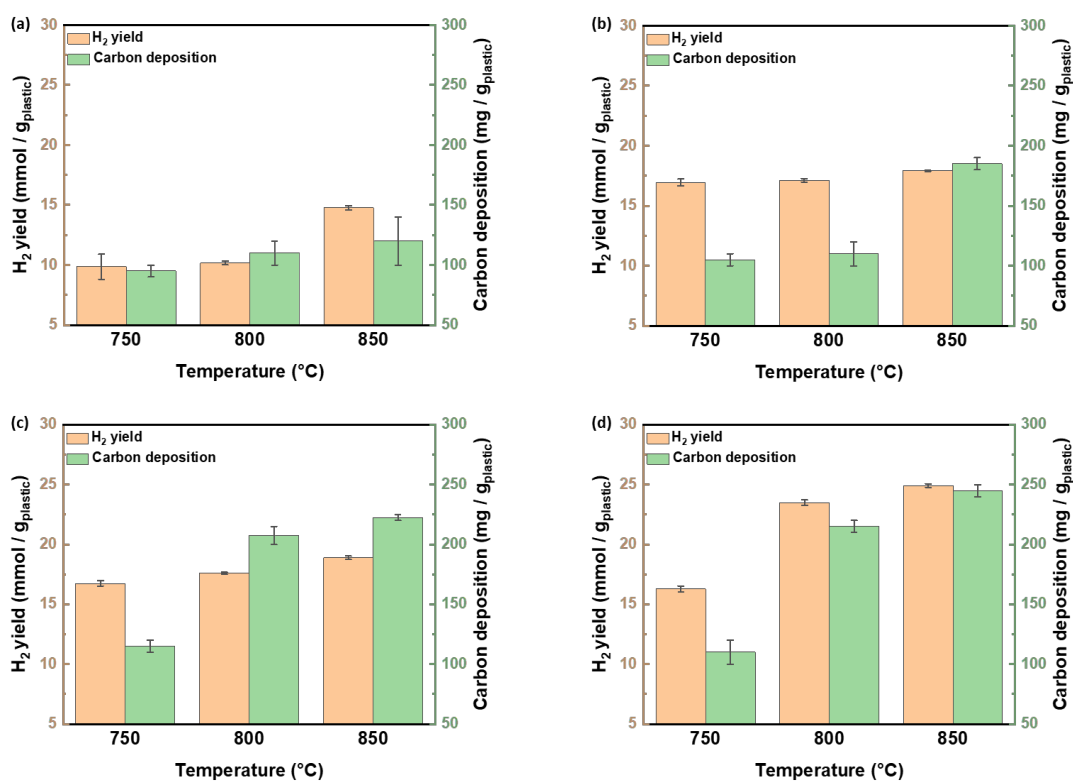 (a)
H2 yield
Carbon deposition
H2 yield (mmol / gplastic)
30
25
20
15
10
5
300
250
200
150
100
50
Carbon deposition (mg / gplastic)
750 800 850
Temperature (°C)
(b)
H2 yield
Carbon deposition
H2 yield (mmol / gplastic)
30
25
20
15
10
5
300
250
200
150
100
50
Carbon deposition (mg / gplastic)
750 800 850
Temperature (°C)
(c)
H2 yield
Carbon deposition
H2 yield (mmol / gplastic)
30
25
20
15
10
5
300
250
200
150
100
50
Carbon deposition (mg / gplastic)
750 800 850
Temperature (°C)
(d)
H2 yield
Carbon deposition
H2 yield (mmol / gplastic)
30
25
20
15
10
5
300
250
200
150
100
50
Carbon deposition (mg / gplastic)
750 800 850
Temperature (°C)